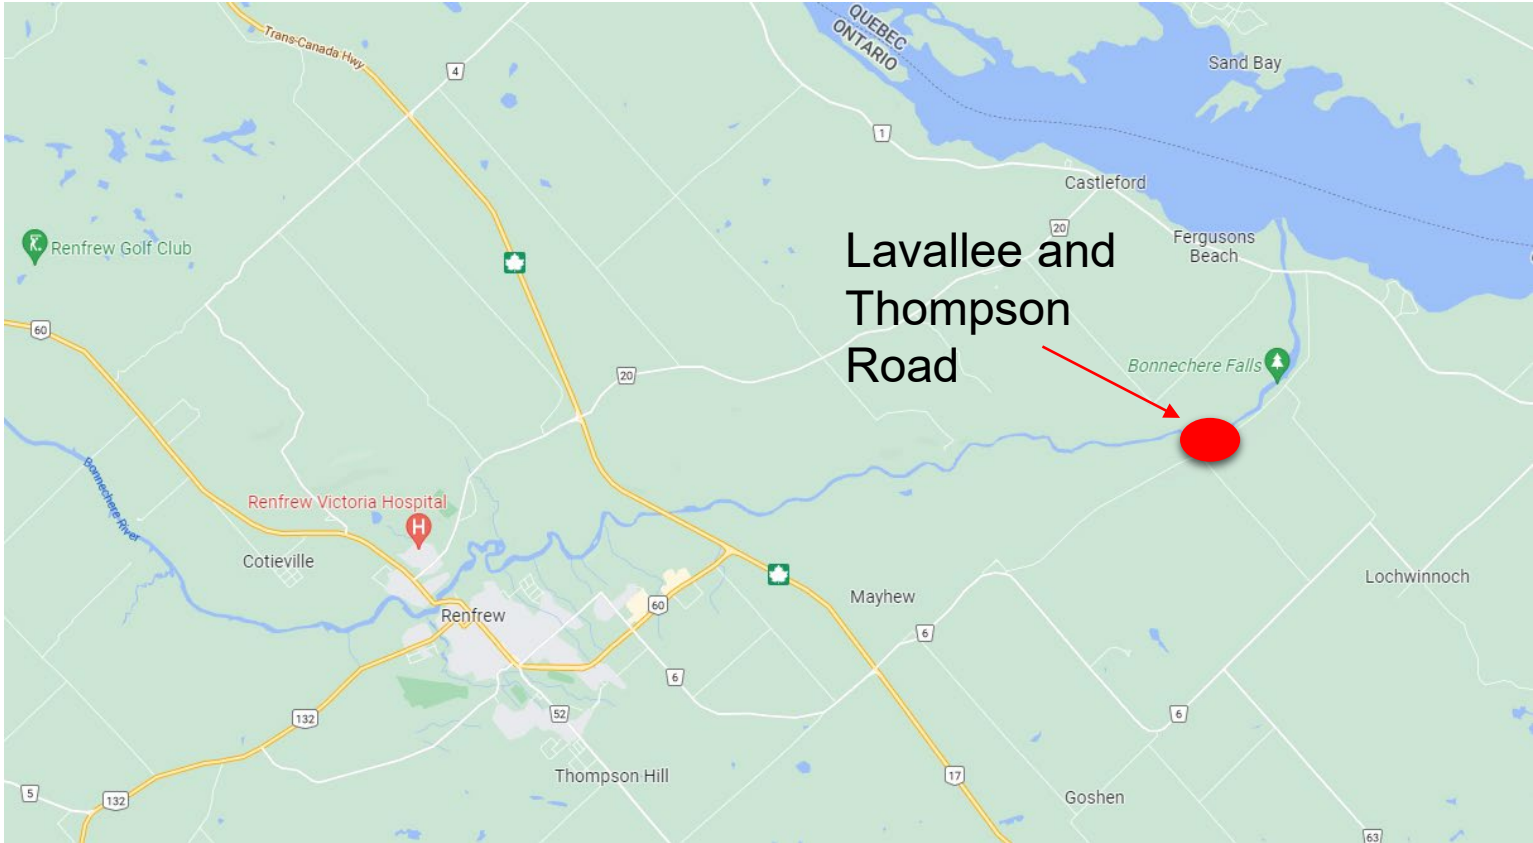 QUEBEC
ONTARIO
Trans-Canada Hwy
4
Sand Bay
1
Castleford
Renfrew Golf Club
20
Fergusons
Beach
Lavallee and
Thompson
Road
60
20
Bonnechere Falls
Bonnechere River
Renfrew Victoria Hospital
H
Cotieville
Lochwinnoch
Mayhew
60
Renfrew
6
6
52
6
132
Thompson Hill
17
5
132
Goshen
63